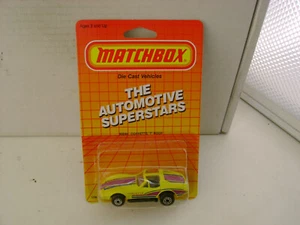 MATCHBOX
Die Cast Vehicles
THE
AUTOMOTIVE
SUPERSTARS